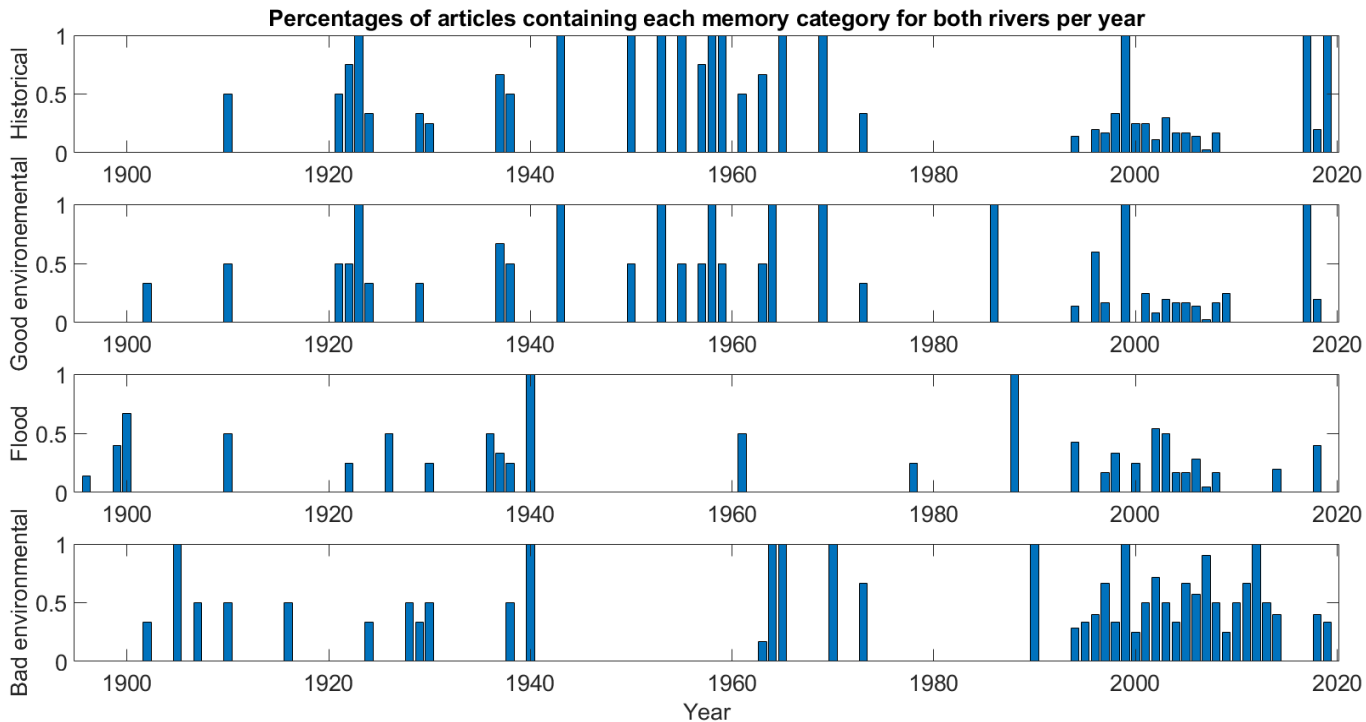 Percentages of articles containing each memory category for both rivers per year
Historical
1
0.5
0
1900 1920 1940 1960 1980 2000 2020
Good environemental
1
0.5
0
1900 1920 1940 1960 1980 2000 2020
Flood
1
0.5
0
1900 1920 1940 1960 1980 2000 2020
Bad environmental
1
0.5
0
1900 1920 1940 1960 1980 2000 2020
Year